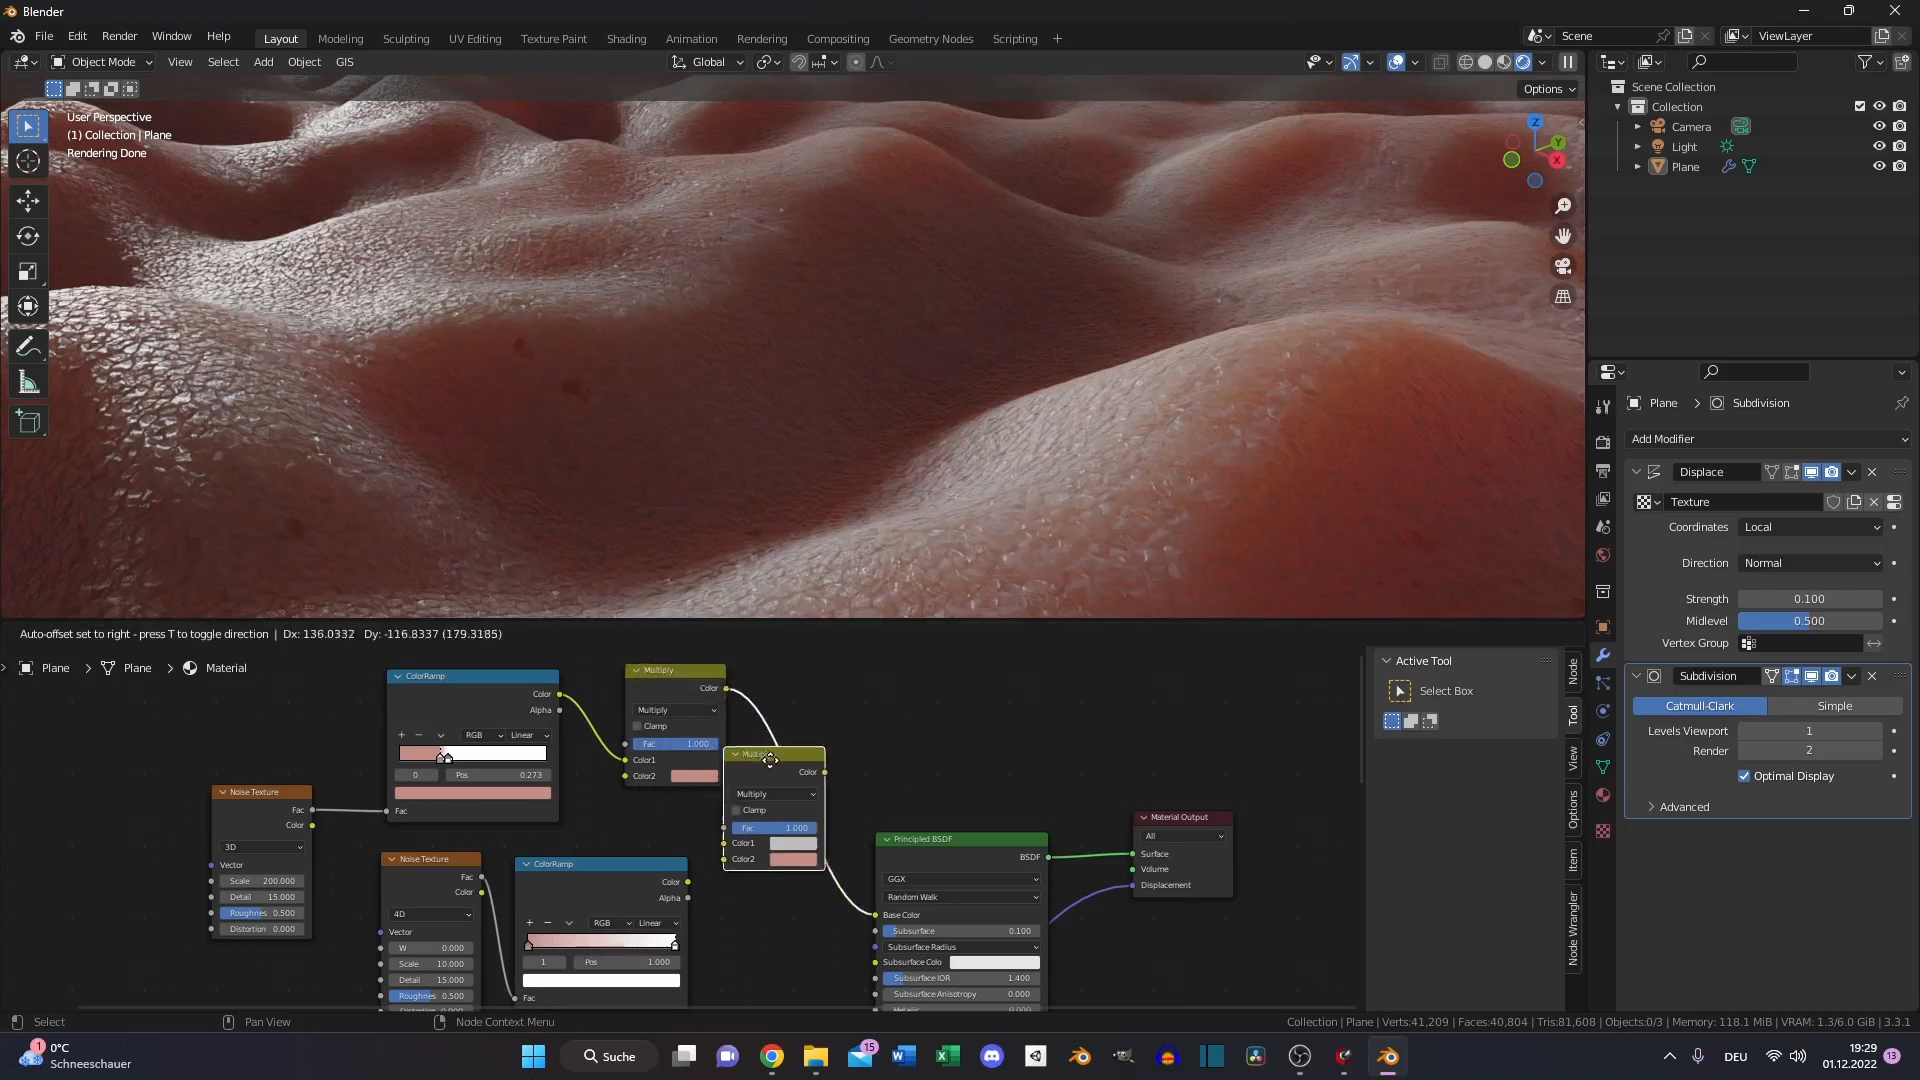 Blender
File Edit Render Window Help
Layout Modeling Sculpting UV Editing Texture Paint Shading Animation Rendering Compositing Geometry Nodes Scripting +
Scene
ViewLayer
Object Mode View Select Add Object GIS
Global
Options
User Perspective
(1) Collection | Plane
Rendering Done
Z
Y
X
Scene Collection
Collection
Camera
Light
Plane
Plane > Subdivision
Add Modifier
Displace
Texture
Coordinates Local
Direction Normal
Strength 0.100
Midlevel 0.500
Vertex Group
Subdivision
Catmull-Clark Simple
Levels Viewport 1
Render 2
Optimal Display
Advanced
Auto-offset set to right - press T to toggle direction | Dx: 136.0332 Dy: -116.8337 (179.3185)
Plane > Plane > Material
ColorRamp
Color
Alpha
RGB Linear
0 Pos 0.273
Fac
Multiply
Color
Multiply
Clamp
Fac 1.000
Color1
Color2
Color
Multiply
Clamp
Fac 1.000
Color1
Color2
Noise Texture
Fac
Color
3D
Vector
Scale 200.000
Detail 15.000
Roughnes 0.500
Distortion 0.000
Noise Texture
Fac
Color
4D
Vector
W 0.000
Scale 10.000
Detail 15.000
Roughnes 0.500
ColorRamp
Color
Alpha
RGB Linear
1 Pos 1.000
Fac
Principled BSDF
BSDF
GGX
Random Walk
Base Color
Subsurface 0.100
Subsurface Radius
Subsurface Colo
Subsurface IOR 1.400
Subsurface Anisotropy 0.000
Material Output
All
Surface
Volume
Displacement
Active Tool
Select Box
Node
Tool
View
Options
Item
Node Wrangler
Select
Pan View
Node Context Menu
Collection | Plane | Verts:41,209 | Faces:40,804 | Tris:81,608 | Objects:0/3 | Memory: 118.1 MiB | VRAM: 1.3/6.0 GiB | 3.3.1
1
0°C
Schneeschauer
Suche
15
DEU
19:29
01.12.2022
13